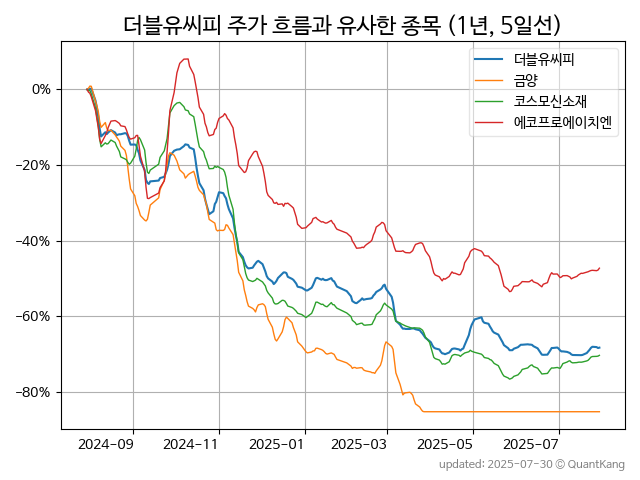 더블유씨피 주가 흐름과 유사한 종목 (1년, 5일선)
더블유씨피
금양
코스모신소재
에코프로에이치엔
0%
−20%
−40%
−60%
−80%
2024-09
2024-11
2025-01
2025-03
2025-05
2025-07
updated: 2025-07-30 © QuantKang